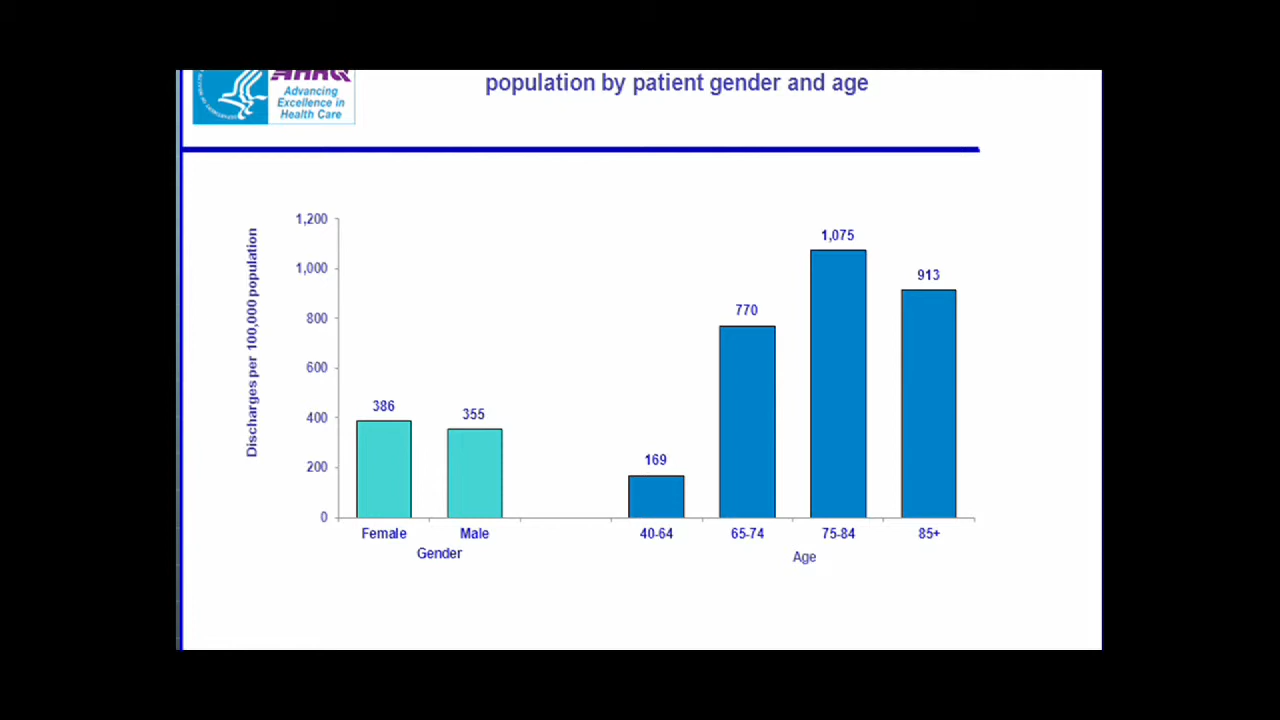 AHRQ
population by patient gender and age
Advancing
Excellence in
Health Care
Discharges per 100,000 population
1,200
1,000
800
600
400
200
0
386
355
169
770
1,075
913
Female
Male
40-64
65-74
75-84
85+
Gender
Age